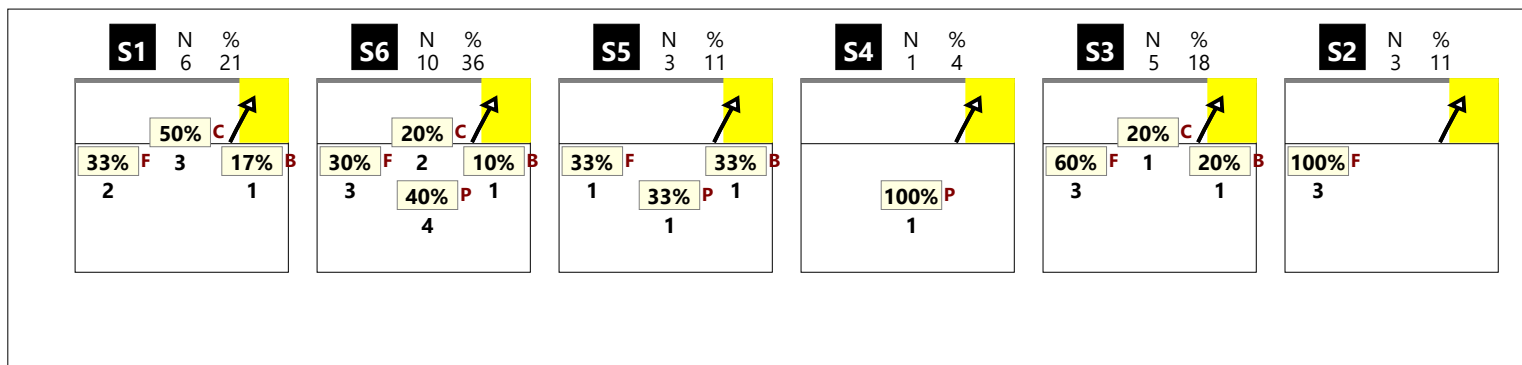 S1 N %
6 21
50% C
3
33% F 17% B
2 1
S6 N %
10 36
20% C
2
30% F 10% B
3 1
40% P
4
S5 N %
3 11
33% F 33% B
1 1
33% P
1
S4 N %
1 4
100% P
1
S3 N %
5 18
20% C
1
60% F 20% B
3 1
S2 N %
3 11
100% F
3